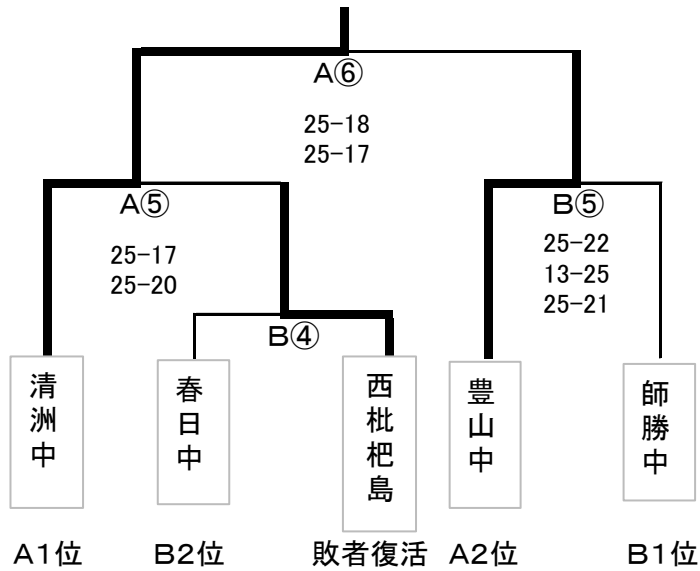 A⑥
25-18
25-17
A⑤
25-17
25-20
B⑤
25-22
13-25
25-21
B④
清洲中
春日中
西枇杷島
豊山中
師勝中
A1位
B2位
敗者復活
A2位
B1位